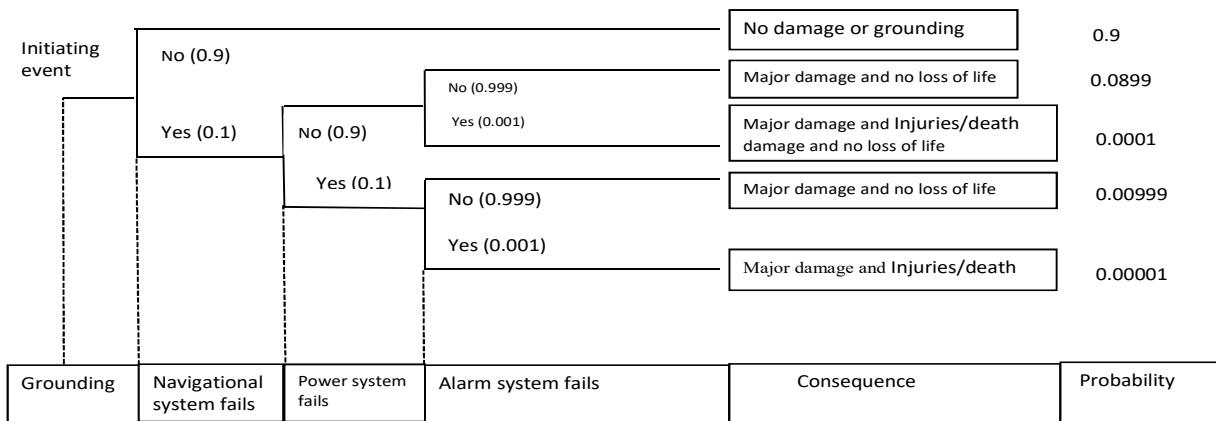 No damage or grounding
0.9
Initiating
event
No (0.9)
Major damage and no loss of life
0.0899
No (0.999)
Yes (0.001)
Yes (0.1)
No (0.9)
Major damage and Injuries/death
damage and no loss of life
0.0001
Yes (0.1)
Major damage and no loss of life
0.00999
No (0.999)
Yes (0.001)
Major damage and Injuries/death
0.00001
Grounding
Navigational
system fails
Power system
fails
Alarm system fails
Consequence
Probability